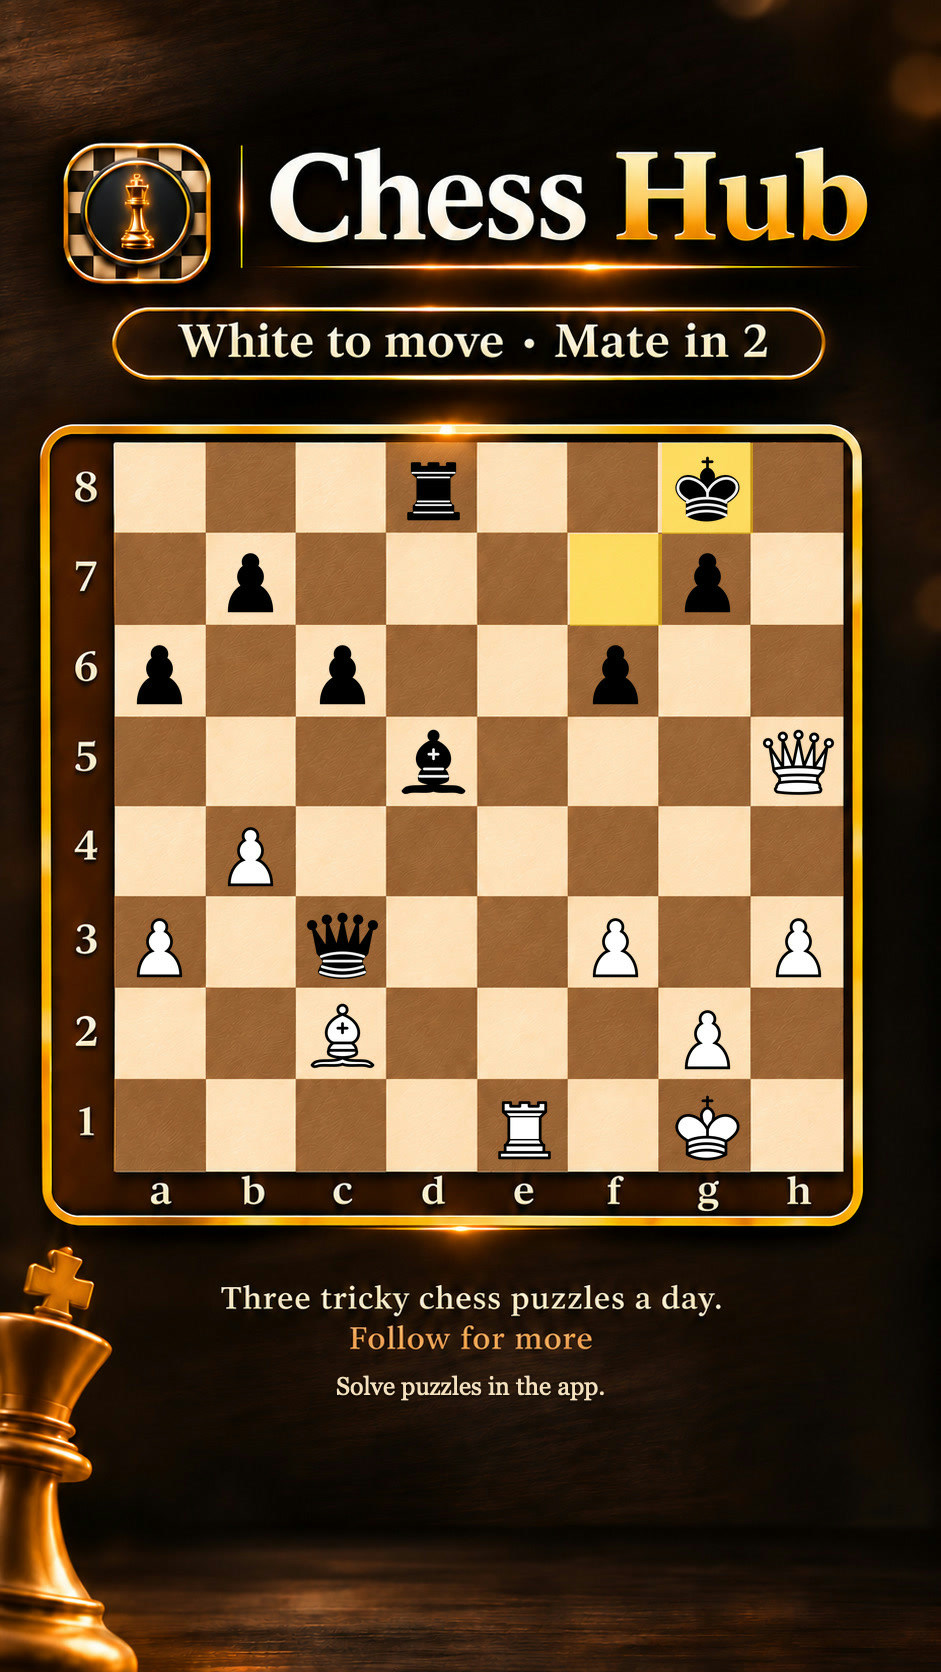 Chess Hub
White to move · Mate in 2
8
7
6
5
4
3
2
1
a b c d e f g h
Three tricky chess puzzles a day.
Follow for more
Solve puzzles in the app.